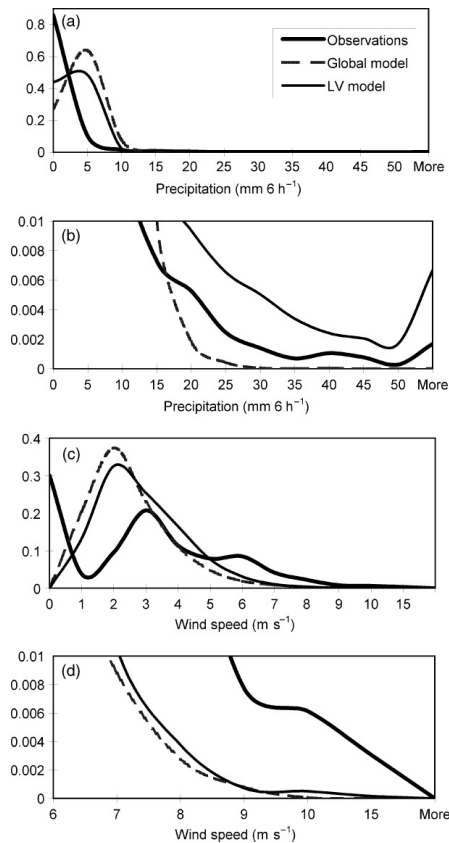 (a)
Observations
Global model
LV model
0.8
0.6
0.4
0.2
0
0 5 10 15 20 25 30 35 40 45 50 More
Precipitation (mm 6 h⁻¹)
(b)
0.01
0.008
0.006
0.004
0.002
0
0 5 10 15 20 25 30 35 40 45 50 More
Precipitation (mm 6 h⁻¹)
(c)
0.4
0.3
0.2
0.1
0
0 1 2 3 4 5 6 7 8 9 10 15
Wind speed (m s⁻¹)
(d)
0.01
0.008
0.006
0.004
0.002
0
6 7 8 9 10 15 More
Wind speed (m s⁻¹)